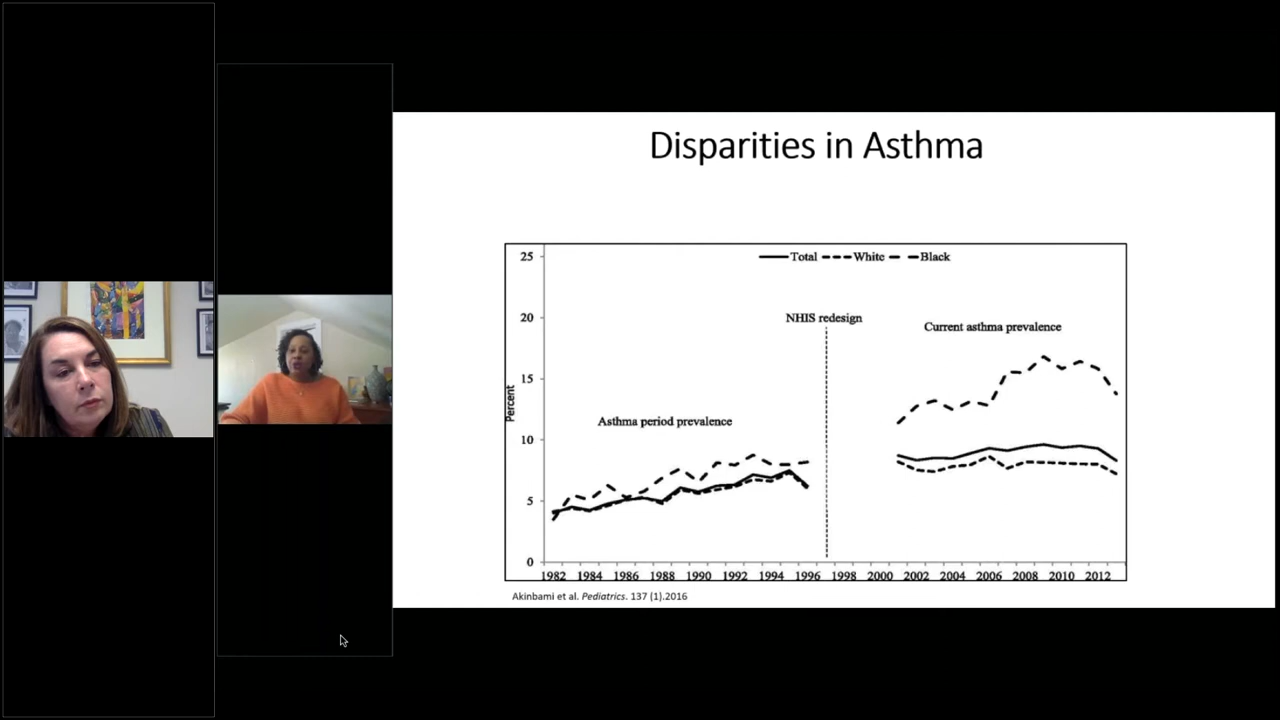 Disparities in Asthma
25
20
15
10
5
0
Percent
Total White Black
NHIS redesign
Current asthma prevalence
Asthma period prevalence
1982 1984 1986 1988 1990 1992 1994 1996 1998 2000 2002 2004 2006 2008 2010 2012
Akinbami et al. Pediatrics. 137 (1).2016